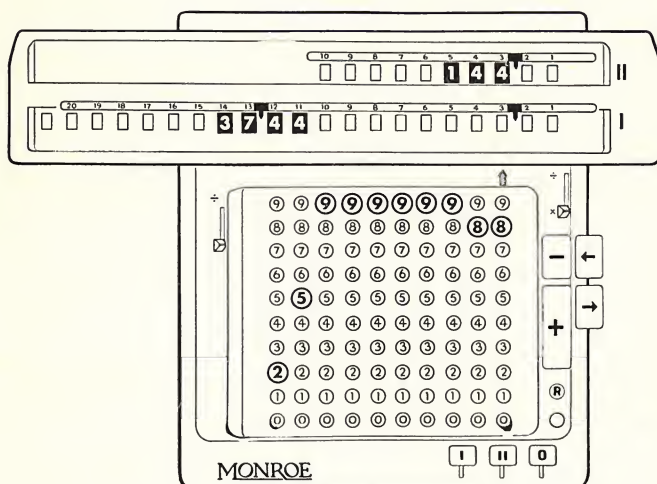 10 9 8 7 6 5 4 3 2 1
1 4 4 II
20 19 18 17 16 15 14 13 12 11 10 9 8 7 6 5 4 3 2 1
3 7 4 4 I
÷ ÷
×
9 9 9 9 9 9 9 9 9 9
8 8 8 8 8 8 8 8 8 8
7 7 7 7 7 7 7 7 7 7
− ←
6 6 6 6 6 6 6 6 6 6
5 5 5 5 5 5 5 5 5 5
→
4 4 4 4 4 4 4 4 4 4
+
3 3 3 3 3 3 3 3 3 3
2 2 2 2 2 2 2 2 2 2
1 1 1 1 1 1 1 1 1 1 R
0 0 0 0 0 0 0 0 0 0
MONROE I II 0